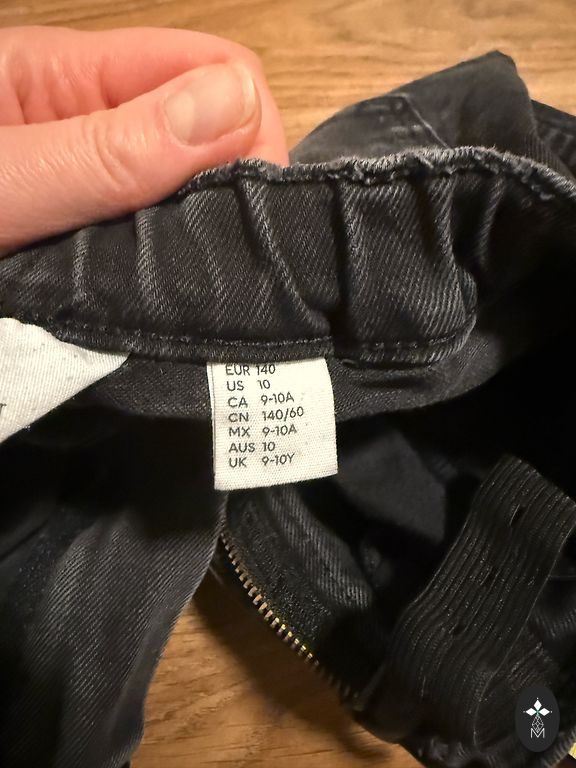 EUR 140
US 10
CA 9-10A
CN 140/60
MX 9-10A
AUS 10
UK 9-10Y
M